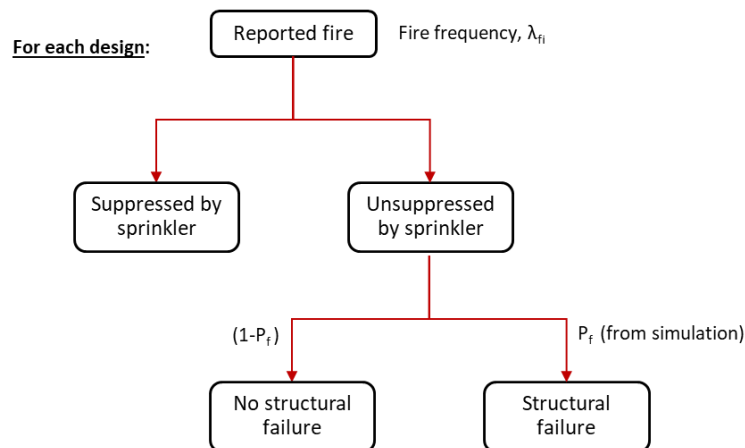 For each design:
Reported fire
Fire frequency, λfi
Suppressed by
sprinkler
Unsuppressed
by sprinkler
(1-Pf)
Pf (from simulation)
No structural
failure
Structural
failure